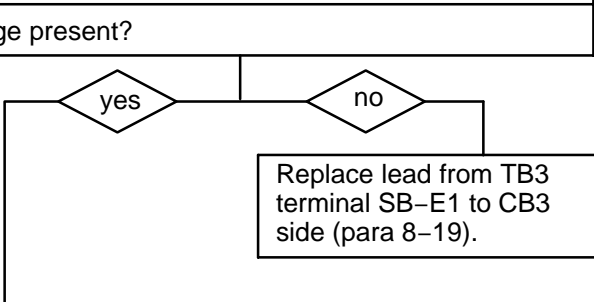 ge present?
yes
no
Replace lead from TB3
terminal SB−E1 to CB3
side (para 8−19).